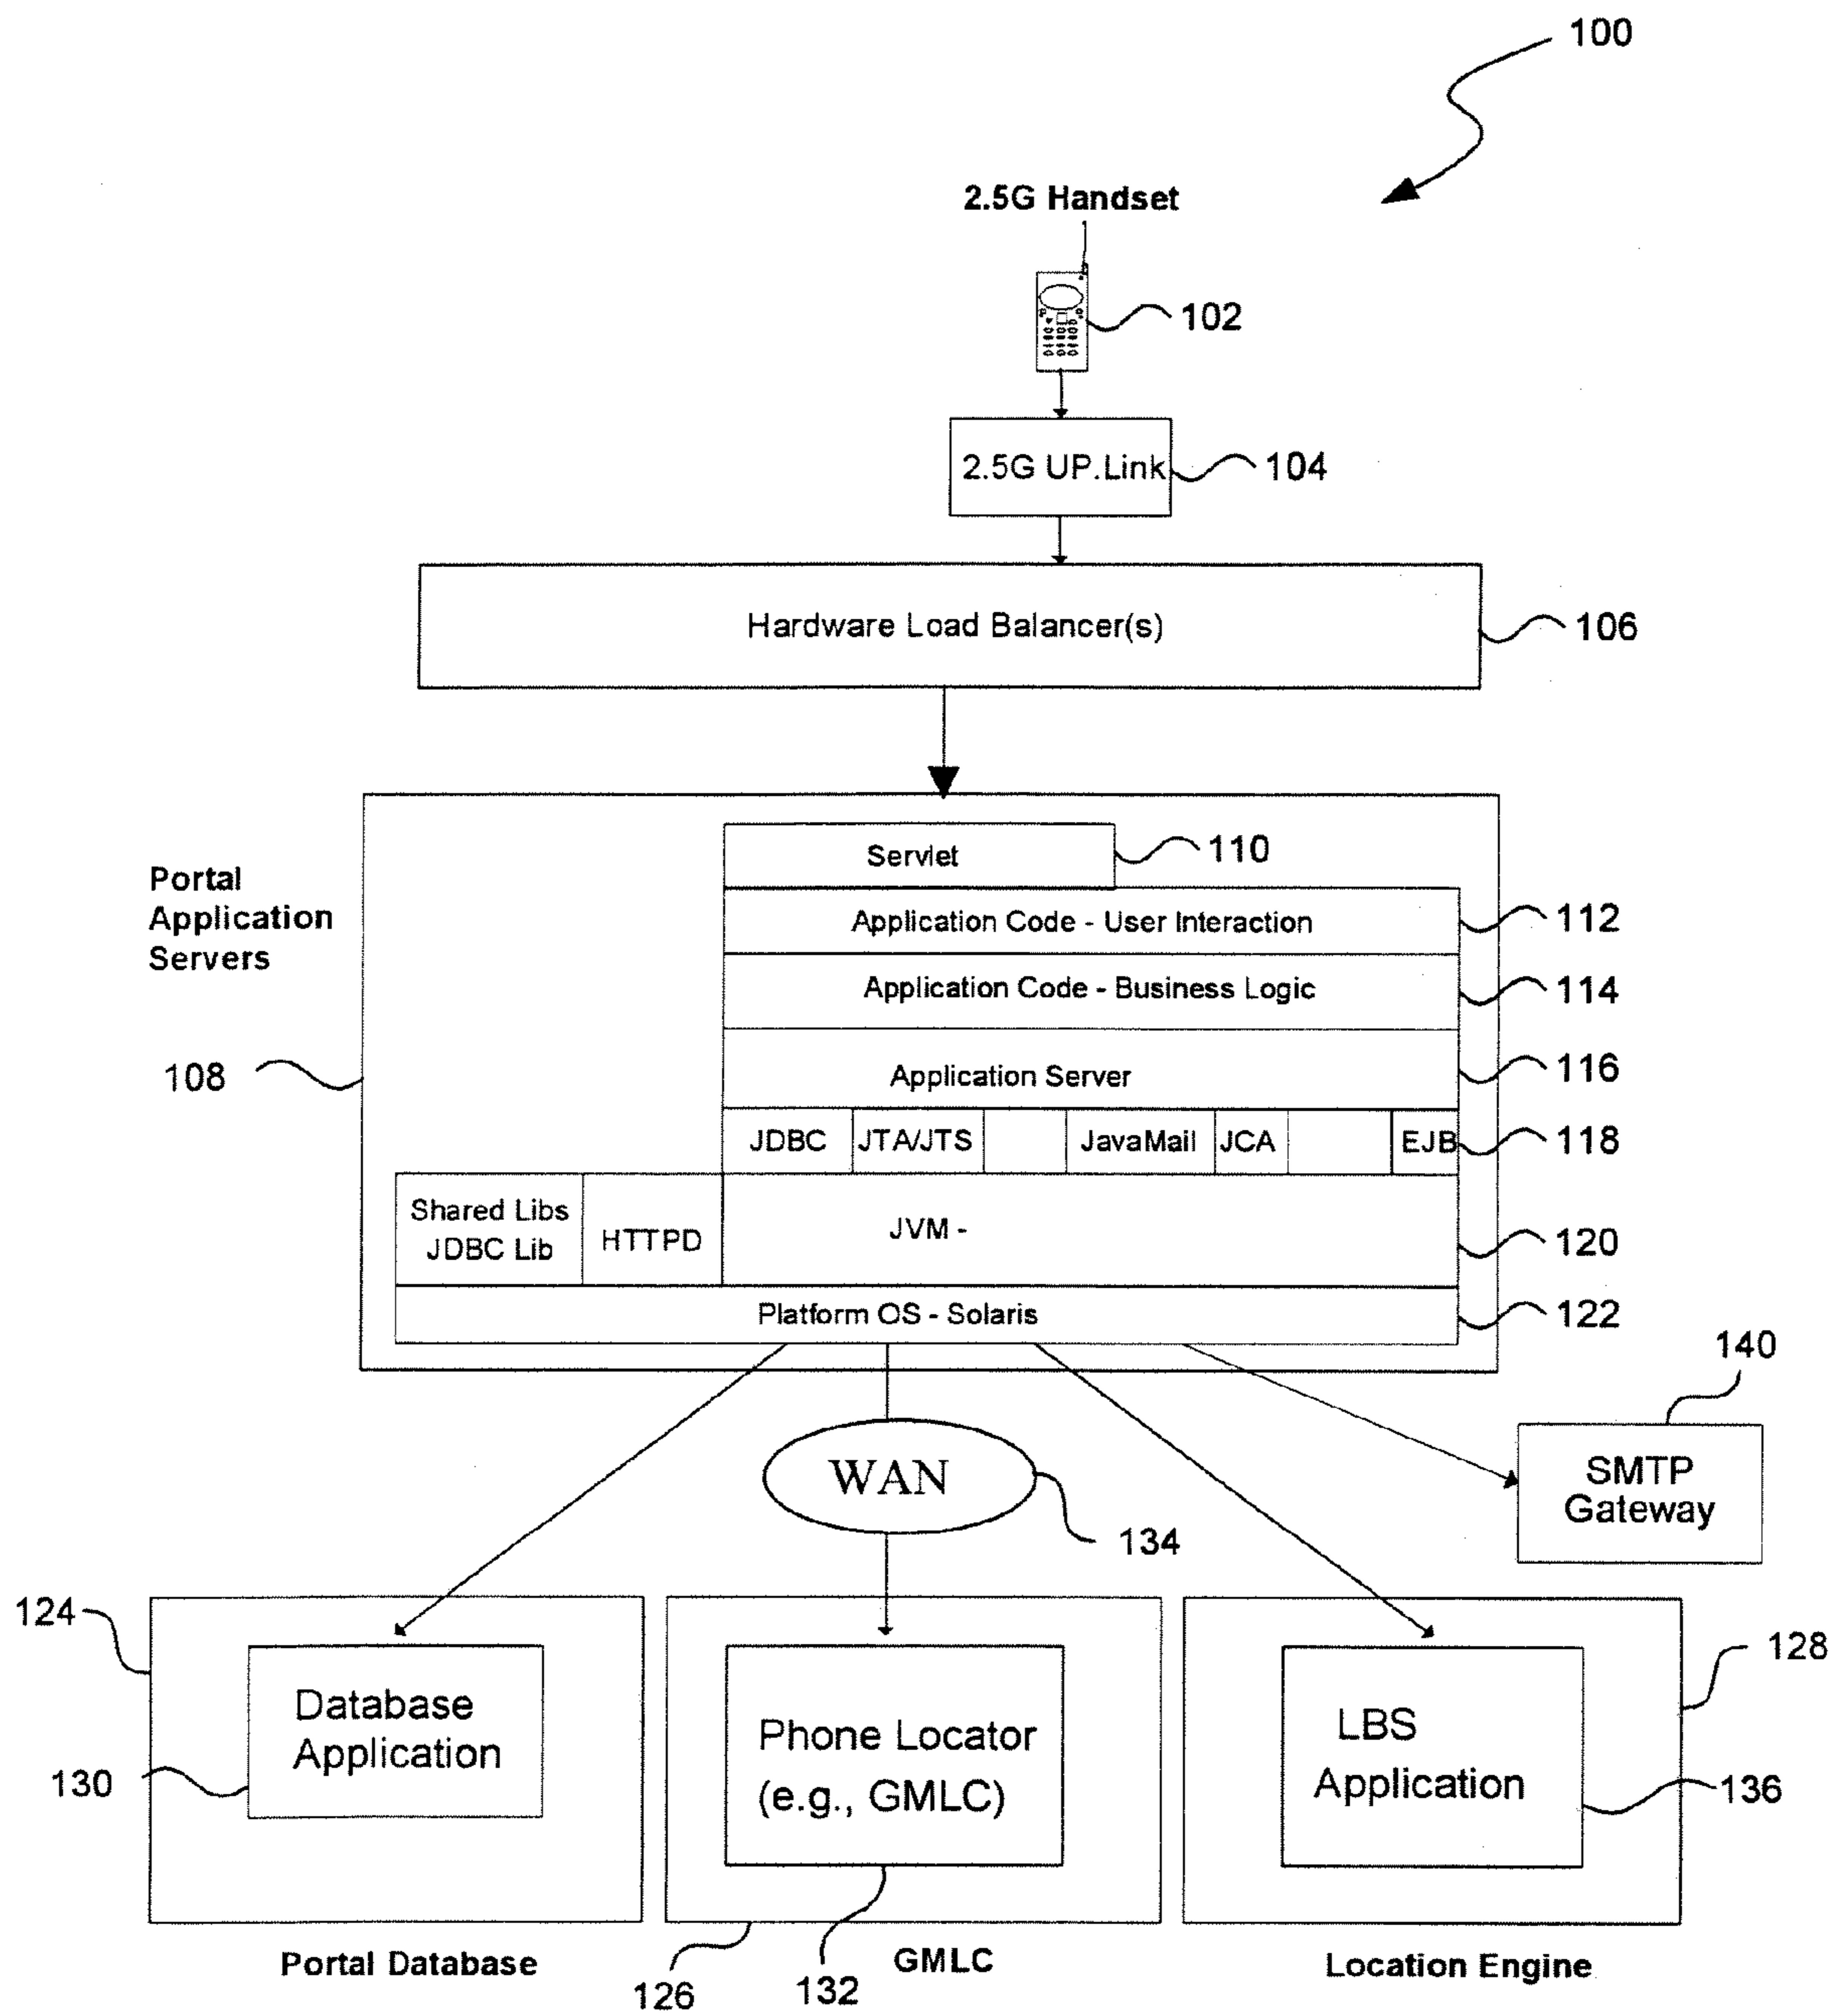 100
2.5G Handset
102
2.5G UP.Link
104
Hardware Load Balancer(s)
106
Portal
Application
Servers
108
Servlet
110
Application Code - User Interaction
112
Application Code - Business Logic
114
Application Server
116
JDBC
JTA/JTS
JavaMail
JCA
EJB
118
Shared Libs
JDBC Lib
HTTPD
JVM -
120
Platform OS - Solaris
122
140
SMTP
Gateway
WAN
134
124
Database
Application
130
Portal Database
Phone Locator
(e.g., GMLC)
126
132
GMLC
128
LBS
Application
136
Location Engine